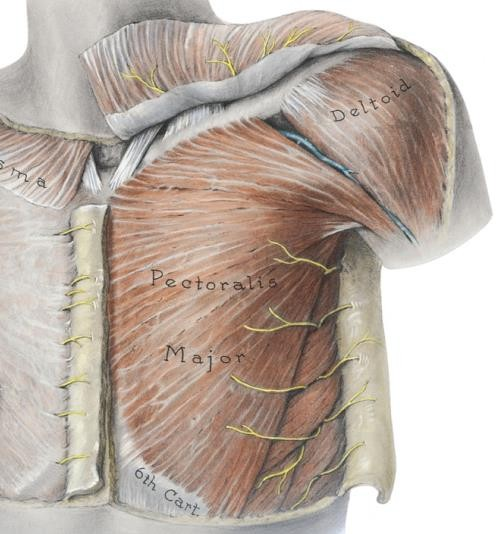 Deltoid
sma
Pectoralis
Major
6th Cart.